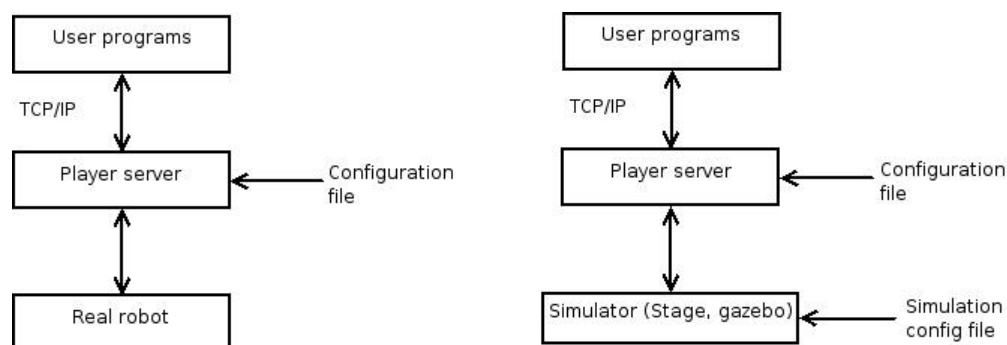 User programs
TCP/IP
Player server
Configuration
file
Real robot
User programs
TCP/IP
Player server
Configuration
file
Simulator (Stage, gazebo)
Simulation
config file